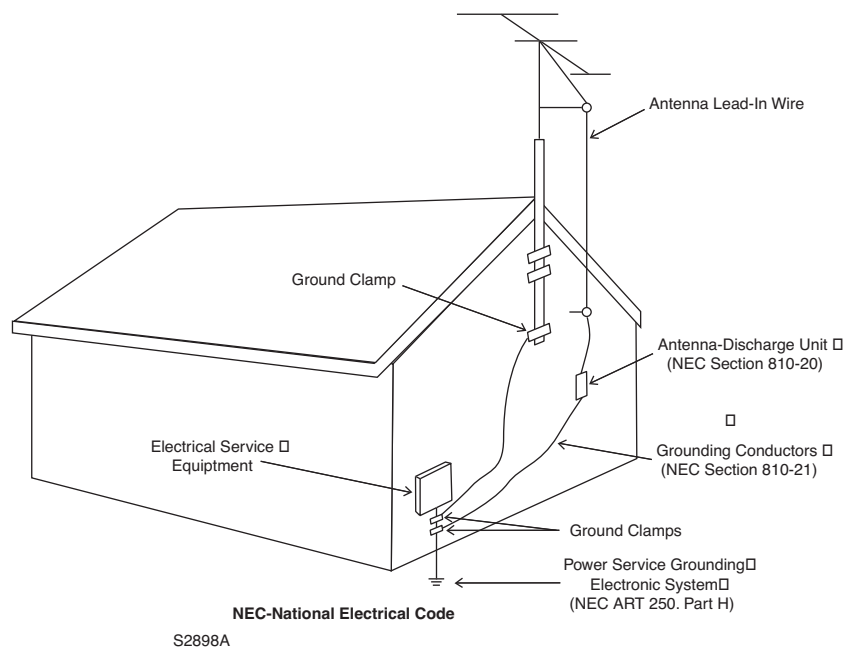 Antenna Lead-In Wire
Ground Clamp
Antenna-Discharge Unit □
(NEC Section 810-20)
□
Electrical Service □
Equiptment
Grounding Conductors □
(NEC Section 810-21)
Ground Clamps
Power Service Grounding□
Electronic System□
(NEC ART 250. Part H)
NEC-National Electrical Code
S2898A